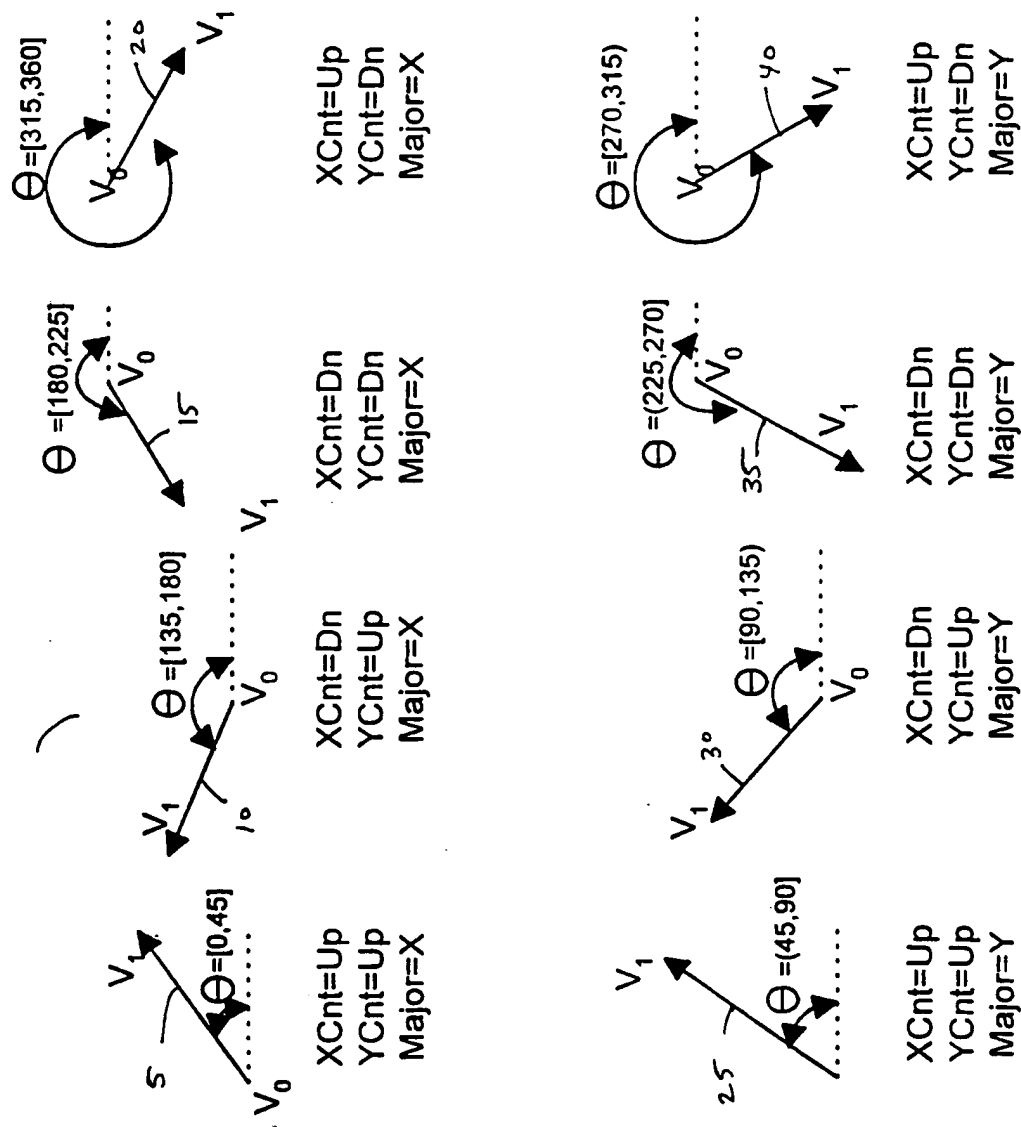 Θ=[0,45]
V₁
5
V₀
XCnt=Up
YCnt=Up
Major=X
Θ=[135,180]
V₁
10
V₀
XCnt=Dn
YCnt=Up
Major=X
Θ=[180,225]
V₀
15
V₁
XCnt=Dn
YCnt=Dn
Major=X
Θ=[315,360]
V₀
20
V₁
XCnt=Up
YCnt=Dn
Major=X
V₁
25
Θ=(45,90)
XCnt=Up
YCnt=Up
Major=Y
Θ=[90,135)
V₁
30
V₀
XCnt=Dn
YCnt=Up
Major=Y
Θ=(225,270]
V₀
35
V₁
XCnt=Dn
YCnt=Dn
Major=Y
Θ=[270,315)
V₀
40
V₁
XCnt=Up
YCnt=Dn
Major=Y